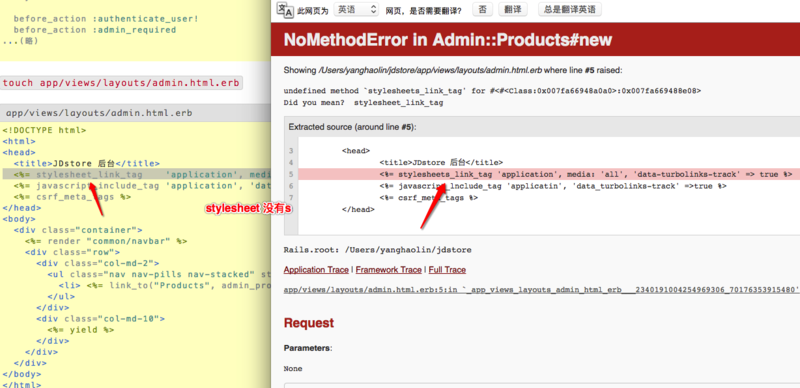 before_action :authenticate_user!
before_action :admin_required
...(略)
touch app/views/layouts/admin.html.erb
app/views/layouts/admin.html.erb
<!DOCTYPE html>
<html>
<head>
<title>JDstore 后台</title>
<%= stylesheet_link_tag 'application', medi
<%= javascript_include_tag 'application', 'da
<%= csrf_meta_tags %>
</head>
<body>
<div class="container">
<%= render "common/navbar" %>
<div class="row">
<div class="col-md-2">
<ul class="nav nav-pills nav-stacked" st
<li> <%= link_to("Products", admin_pro
</ul>
</div>
<div class="col-md-10">
<%= yield %>
</div>
</div>
</div>
</body>
</html>
stylesheet 没有s
此网页为 英语 网页，是否需要翻译？ 否 翻译 总是翻译英语
NoMethodError in Admin::Products#new
Showing /Users/yanghaolin/jdstore/app/views/layouts/admin.html.erb where line #5 raised:
undefined method `stylesheets_link_tag' for #<#<Class:0x007fa66948a0a0>:0x007fa669488e08>
Did you mean? stylesheet_link_tag
Extracted source (around line #5):
3 <head>
4 <title>JDstore 后台</title>
5 <%= stylesheets_link_tag 'application', media: 'all', 'data-turbolinks-track' => true %>
6 <%= javascript_include_tag 'applicatin', 'data_turbolinks-track' =>true %>
7 <%= csrf_meta_tags %>
</head>
Rails.root: /Users/yanghaolin/jdstore
Application Trace | Framework Trace | Full Trace
app/views/layouts/admin.html.erb:5:in `_app_views_layouts_admin_html_erb___2340191004254969306_70176353915480'
Request
Parameters:
None